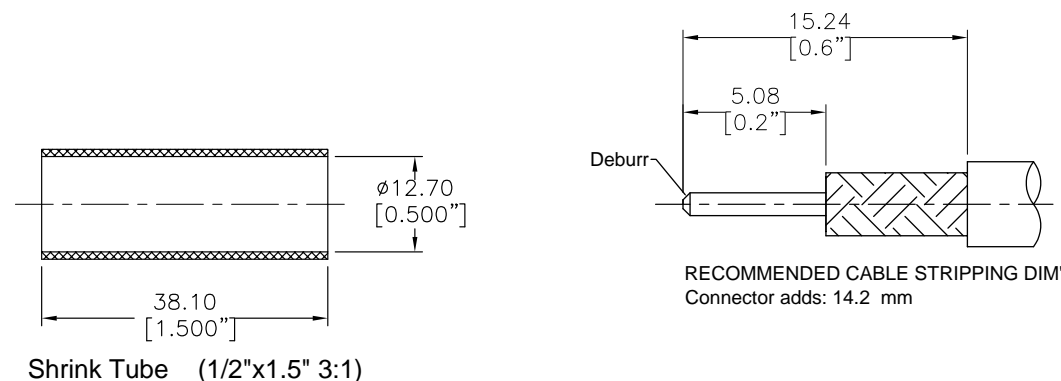 15.24
[0.6"]
5.08
[0.2"]
Deburr
ø12.70
[0.500"]
RECOMMENDED CABLE STRIPPING DIM'
Connector adds: 14.2 mm
38.10
[1.500"]
Shrink Tube (1/2"x1.5" 3:1)